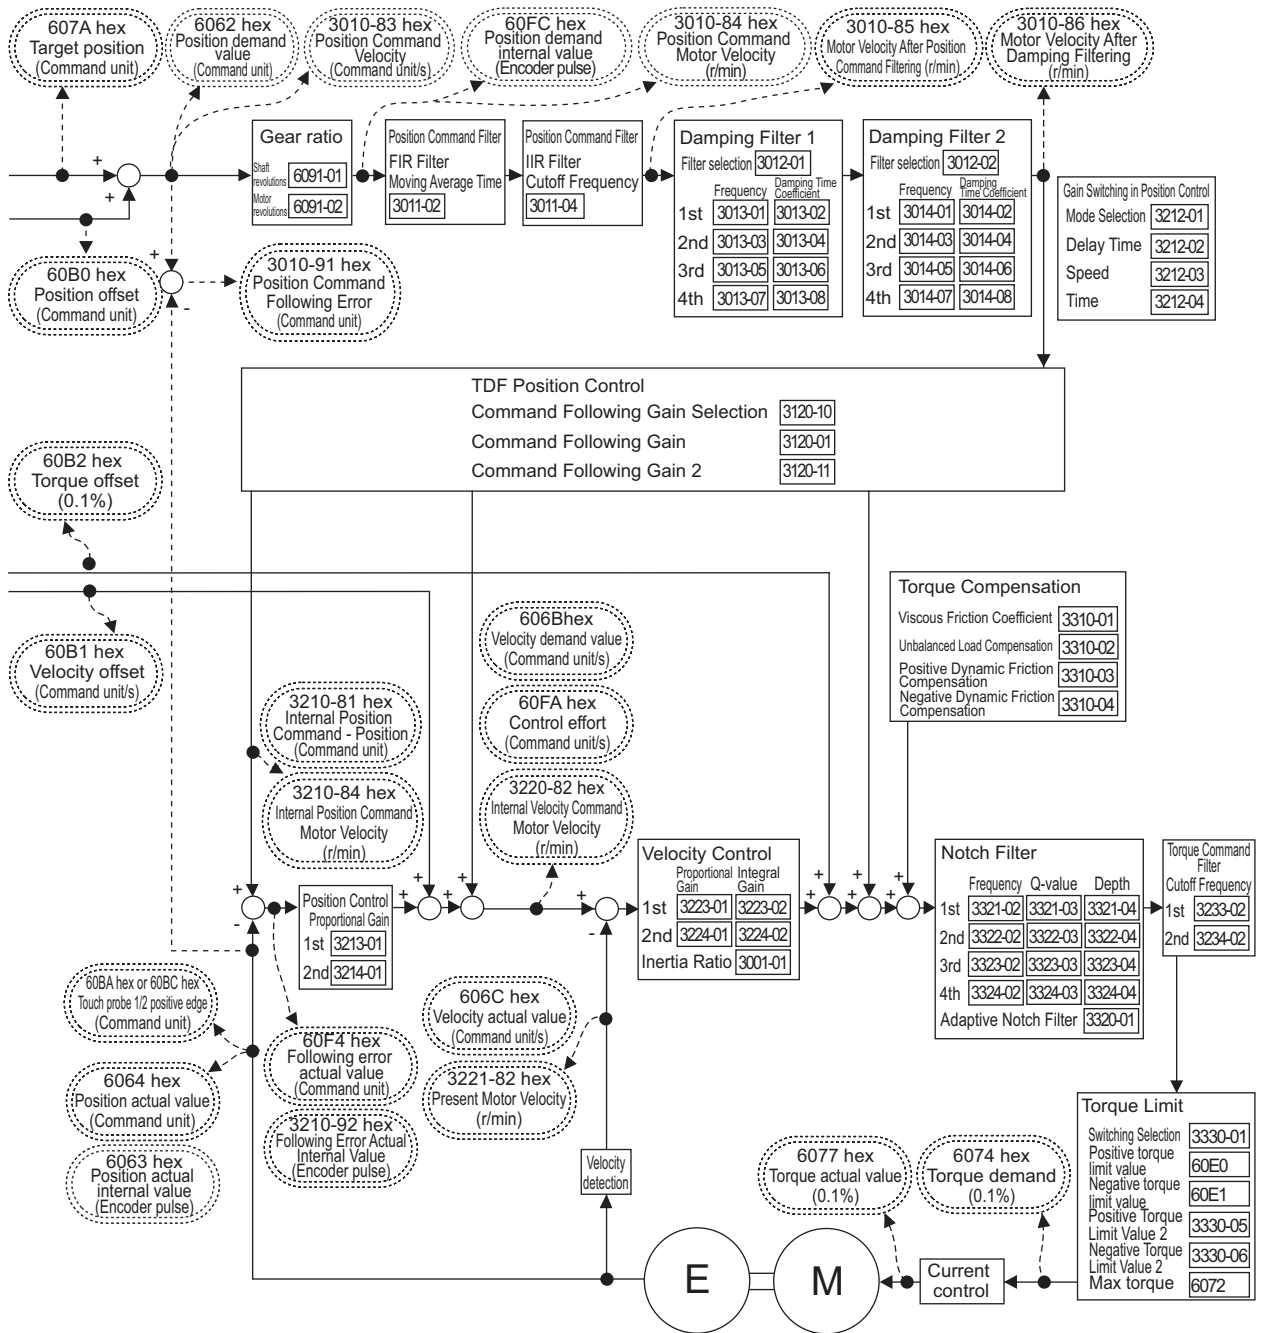 607A hex
Target position
(Command unit)
6062 hex
Position demand
value
(Command unit)
3010-83 hex
Position Command
Velocity
(Command unit/s)
60FC hex
Position demand
internal value
(Encoder pulse)
3010-84 hex
Position Command
Motor Velocity
(r/min)
3010-85 hex
Motor Velocity After Position
Command Filtering (r/min)
3010-86 hex
Motor Velocity After
Damping Filtering
(r/min)
+
+
Gear ratio
Shaft
revolutions
6091-01
Motor
revolutions
6091-02
Position Command Filter
FIR Filter
Moving Average Time
3011-02
Position Command Filter
IIR Filter
Cutoff Frequency
3011-04
Damping Filter 1
Filter selection 3012-01
Frequency
Damping Time
Coefficient
1st 3013-01 3013-02
2nd 3013-03 3013-04
3rd 3013-05 3013-06
4th 3013-07 3013-08
Damping Filter 2
Filter selection 3012-02
Frequency
Damping
Time Coefficient
1st 3014-01 3014-02
2nd 3014-03 3014-04
3rd 3014-05 3014-06
4th 3014-07 3014-08
Gain Switching in Position Control
Mode Selection 3212-01
Delay Time 3212-02
Speed 3212-03
Time 3212-04
60B0 hex
Position offset
(Command unit)
+
-
3010-91 hex
Position Command
Following Error
(Command unit)
TDF Position Control
Command Following Gain Selection 3120-10
Command Following Gain 3120-01
Command Following Gain 2 3120-11
60B2 hex
Torque offset
(0.1%)
60B1 hex
Velocity offset
(Command unit/s)
Torque Compensation
Viscous Friction Coefficient 3310-01
Unbalanced Load Compensation 3310-02
Positive Dynamic Friction
Compensation
3310-03
Negative Dynamic Friction
Compensation
3310-04
606Bhex
Velocity demand value
(Command unit/s)
60FA hex
Control effort
(Command unit/s)
3220-82 hex
Internal Velocity Command
Motor Velocity
(r/min)
3210-81 hex
Internal Position
Command - Position
(Command unit)
3210-84 hex
Internal Position Command
Motor Velocity
(r/min)
+
-
Position Control
Proportional Gain
1st 3213-01
2nd 3214-01
+
+
+
+
+
-
Velocity Control
Proportional
Gain
Integral
Gain
1st 3223-01 3223-02
2nd 3224-01 3224-02
Inertia Ratio 3001-01
+
+
+
+
+
+
Notch Filter
Frequency Q-value Depth
1st 3321-02 3321-03 3321-04
2nd 3322-02 3322-03 3322-04
3rd 3323-02 3323-03 3323-04
4th 3324-02 3324-03 3324-04
Adaptive Notch Filter 3320-01
Torque Command
Filter
Cutoff Frequency
1st 3233-02
2nd 3234-02
60BA hex or 60BC hex
Touch probe 1/2 positive edge
(Command unit)
6064 hex
Position actual value
(Command unit)
6063 hex
Position actual
internal value
(Encoder pulse)
60F4 hex
Following error
actual value
(Command unit)
3210-92 hex
Following Error Actual
Internal Value
(Encoder pulse)
606C hex
Velocity actual value
(Command unit/s)
3221-82 hex
Present Motor Velocity
(r/min)
Velocity
detection
6077 hex
Torque actual value
(0.1%)
6074 hex
Torque demand
(0.1%)
Torque Limit
Switching Selection 3330-01
Positive torque
limit value
60E0
Negative torque
limit value
60E1
Positive Torque
Limit Value 2
3330-05
Negative Torque
Limit Value 2
3330-06
Max torque 6072
E
M
Current
control